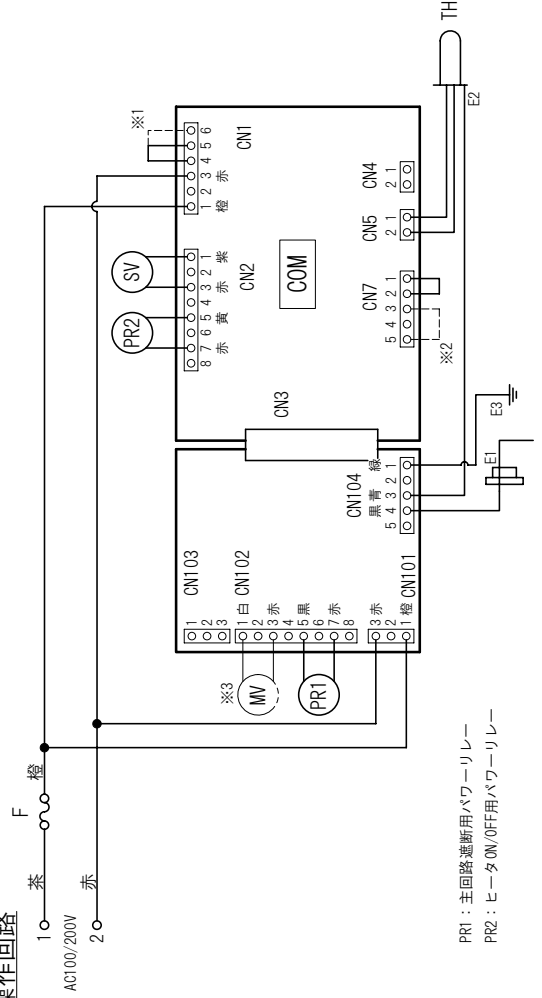 操作回路
F
茶
橙
1
AC100/200V
赤
2
※1
1 2 3 4 5 6
橙 赤
CN1
SV
PR2
8 7 6 5 4 3 2 1
赤 黄 赤 紫
CN2
COM
CN3
CN4
2 1
CN5
2 1
CN7
5 4 3 2 1
※2
TH
E2
E3
E1
CN103
1
2
3
CN102
1 白
2
3 赤
4
5 黒
6
7 赤
8
※3
MV
PR1
3 赤
2
1 橙
CN101
CN104
黒 青 緑
5 4 3 2 1
PR1：主回路遮断用パワーリレー
PR2：ヒータON/OFF用パワーリレー